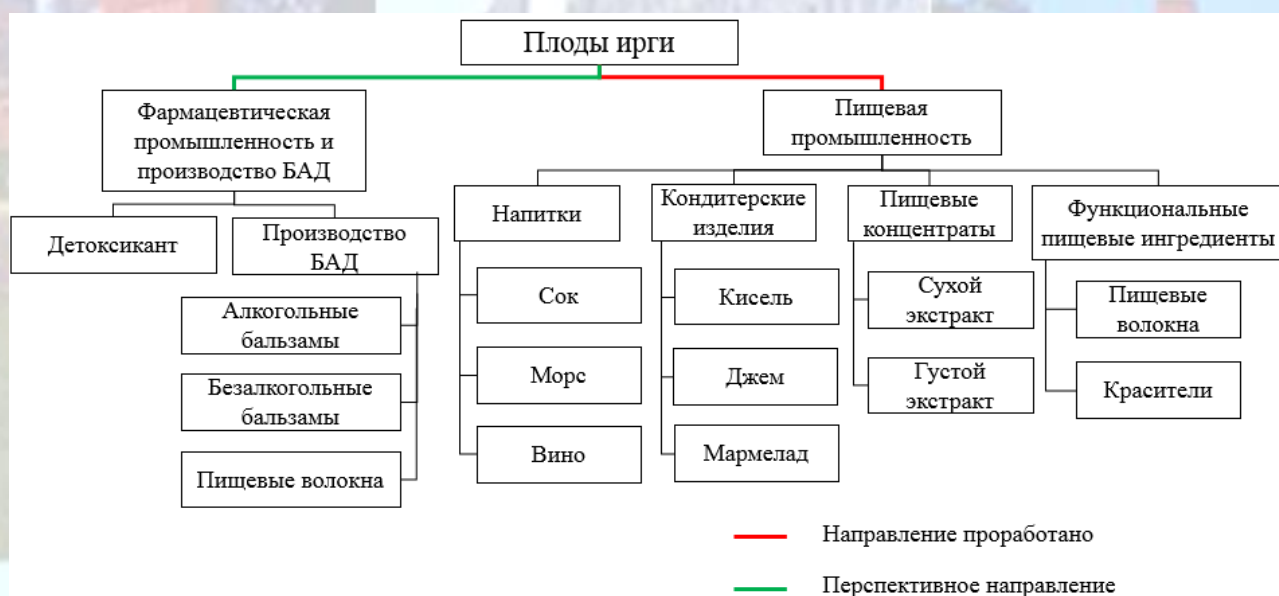 Плоды ирги
Фармацевтическая
промышленность и
производство БАД
Пищевая
промышленность
Детоксикант
Производство
БАД
Алкогольные
бальзамы
Безалкогольные
бальзамы
Пищевые волокна
Напитки
Сок
Морс
Вино
Кондитерские
изделия
Кисель
Джем
Мармелад
Пищевые
концентраты
Сухой
экстракт
Густой
экстракт
Функциональные
пищевые ингредиенты
Пищевые
волокна
Красители
Направление проработано
Перспективное направление